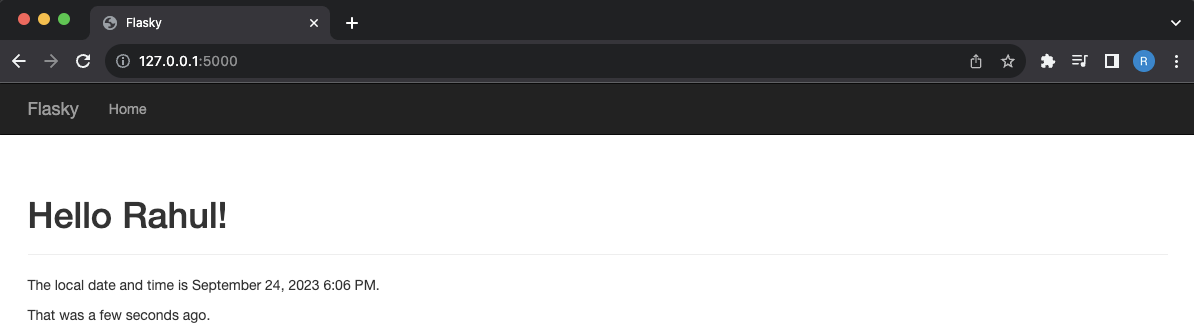 Flasky
127.0.0.1:5000
R
Flasky Home
Hello Rahul!
The local date and time is September 24, 2023 6:06 PM.
That was a few seconds ago.